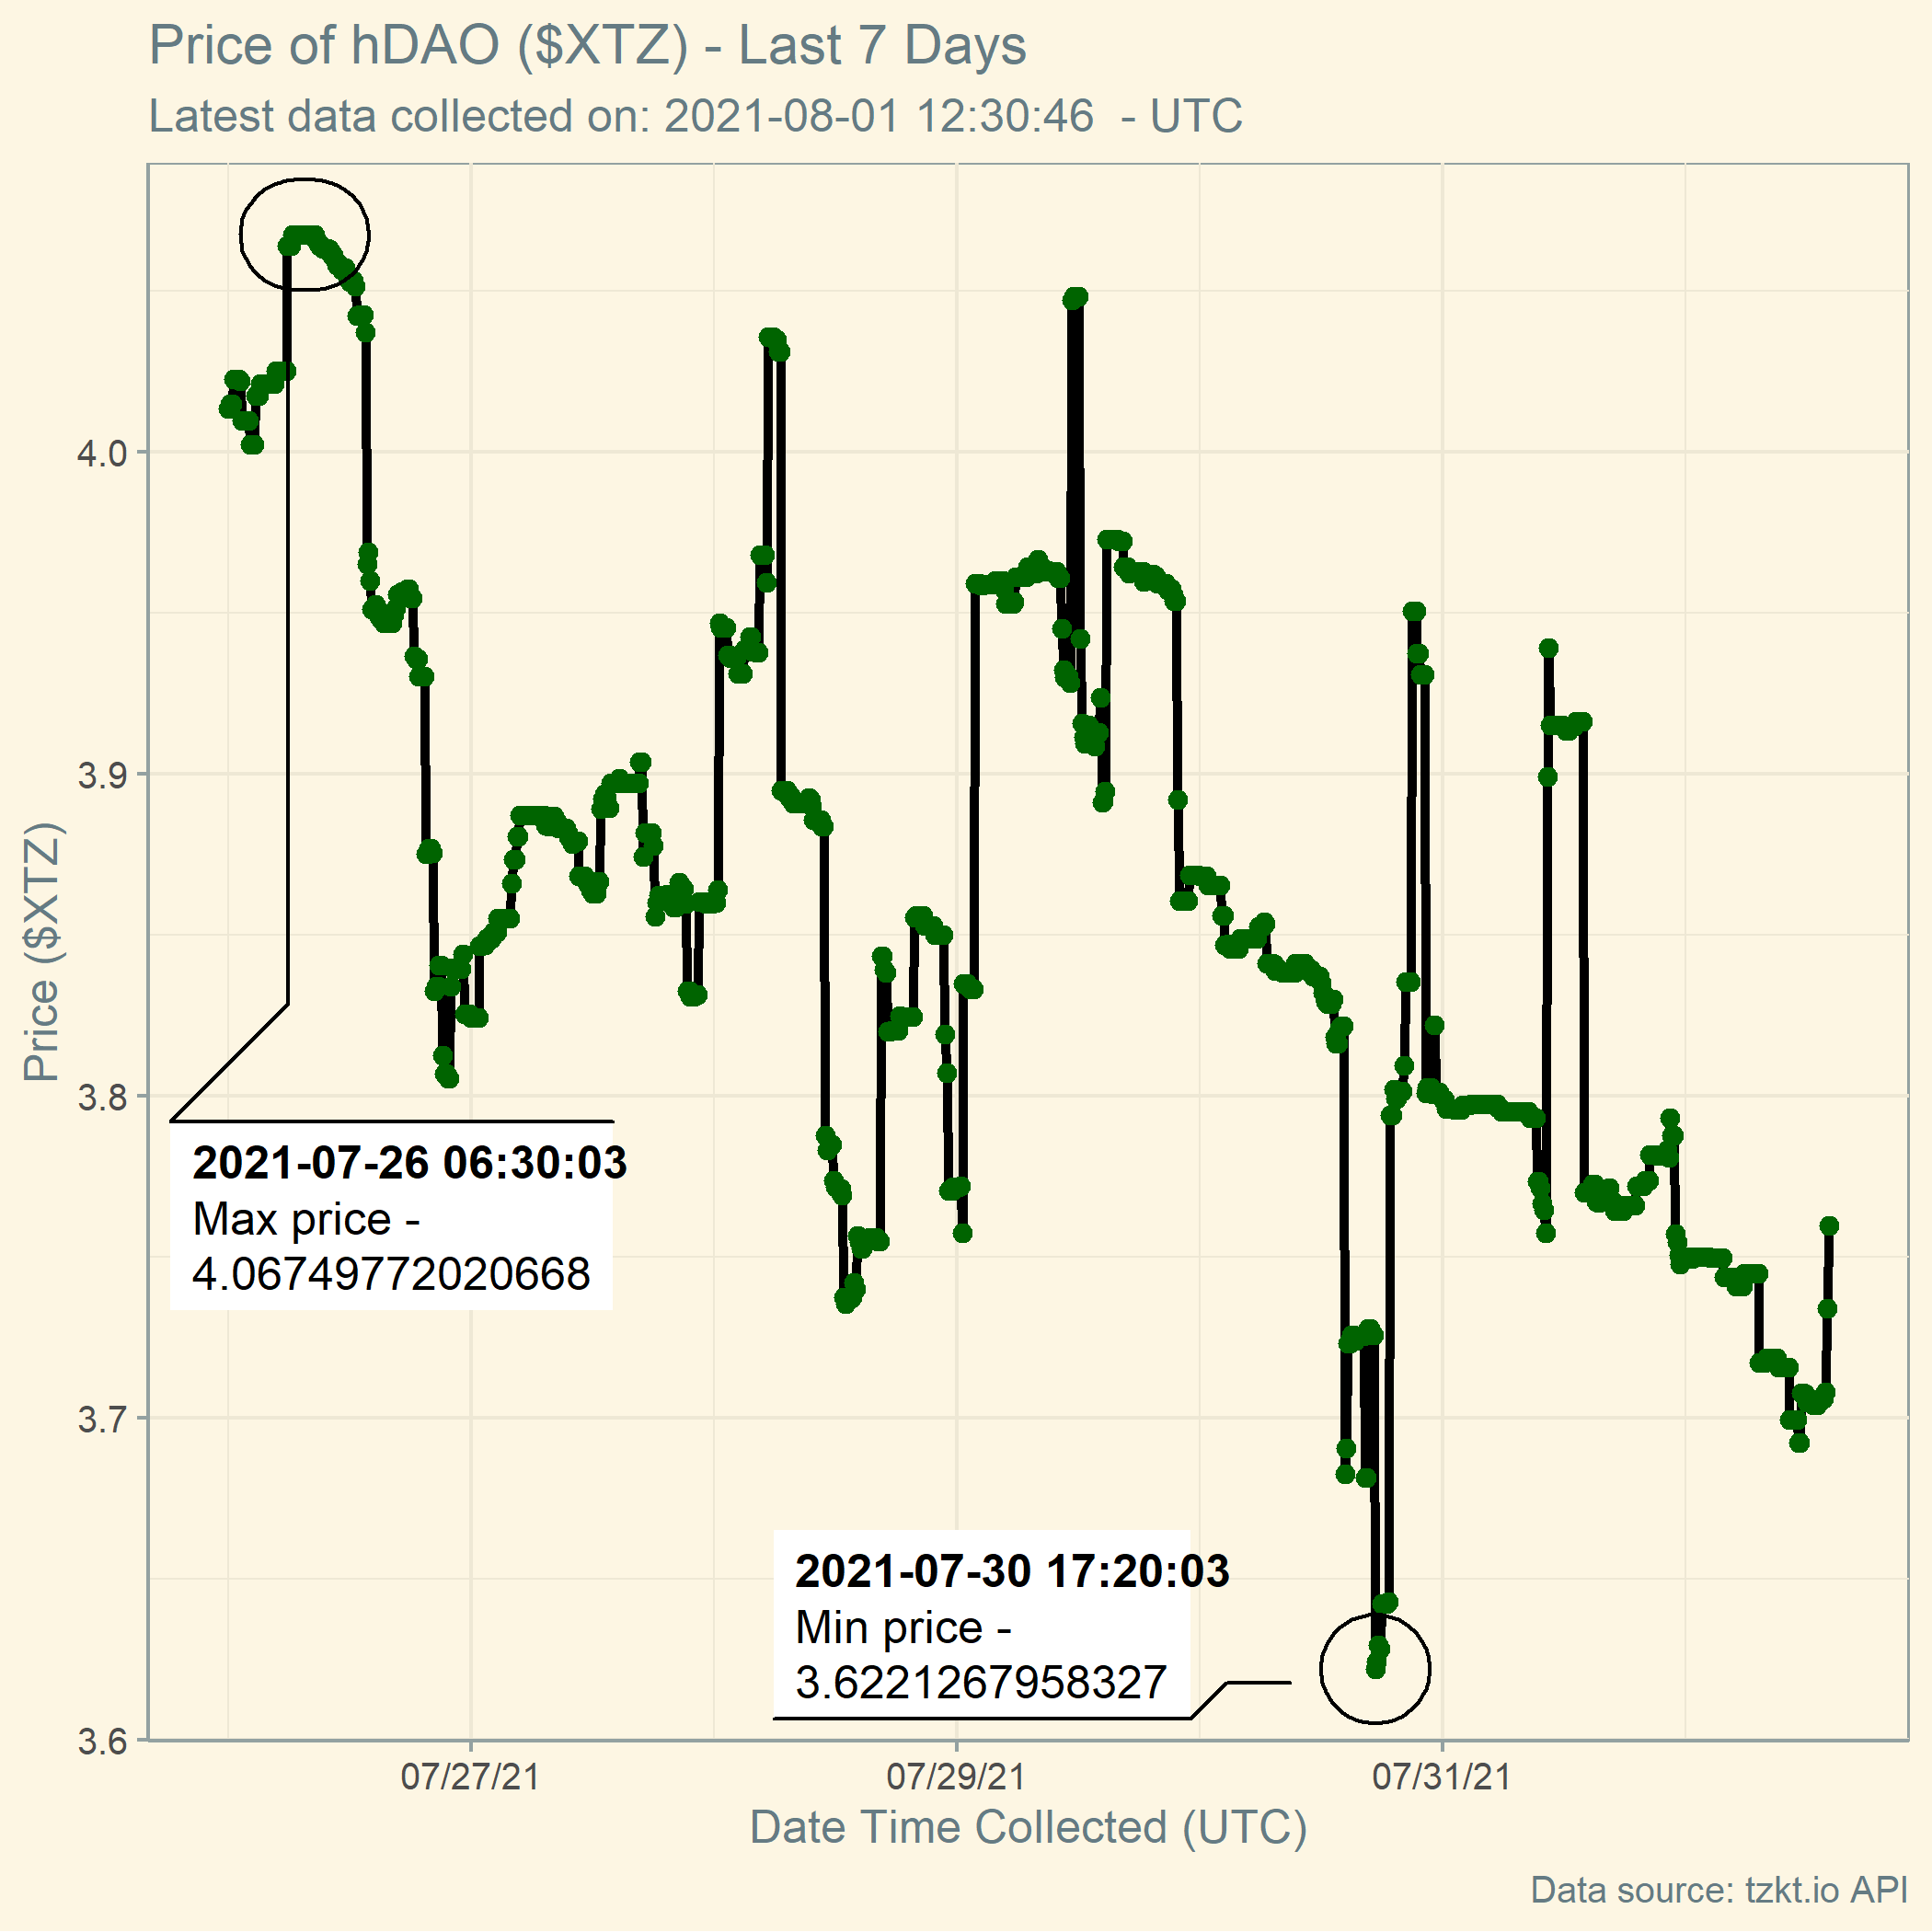 Price of hDAO ($XTZ) - Last 7 Days
Latest data collected on: 2021-08-01 12:30:46  - UTC
Price ($XTZ)
4.0
3.9
3.8
3.7
3.6
2021-07-26 06:30:03
Max price -
4.06749772020668
2021-07-30 17:20:03
Min price -
3.6221267958327
07/27/21
07/29/21
07/31/21
Date Time Collected (UTC)
Data source: tzkt.io API